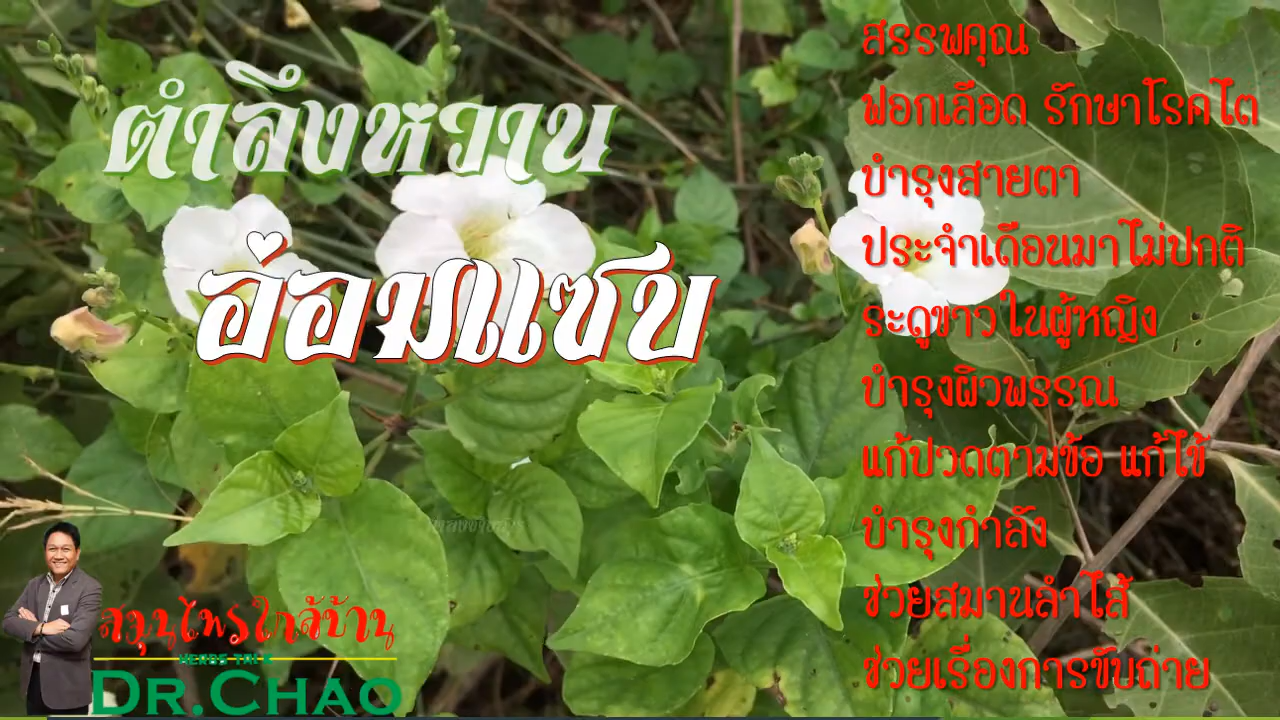 ตำลึงหวาน
อ่อมแซบ
สรรพคุณ
ฟอกเลือด รักษาโรคไต
บำรุงสายตา
ประจำเดือนมาไม่ปกติ
ระดูขาวในผู้หญิง
บำรุงผิวพรรณ
แก้ปวดตามข้อ แก้ไข้
บำรุงกำลัง
ช่วยสมานลำไส้
ช่วยเรื่องการขับถ่าย
สมุนไพรใกล้บ้าน
HERBS TALK
DR.CHAO